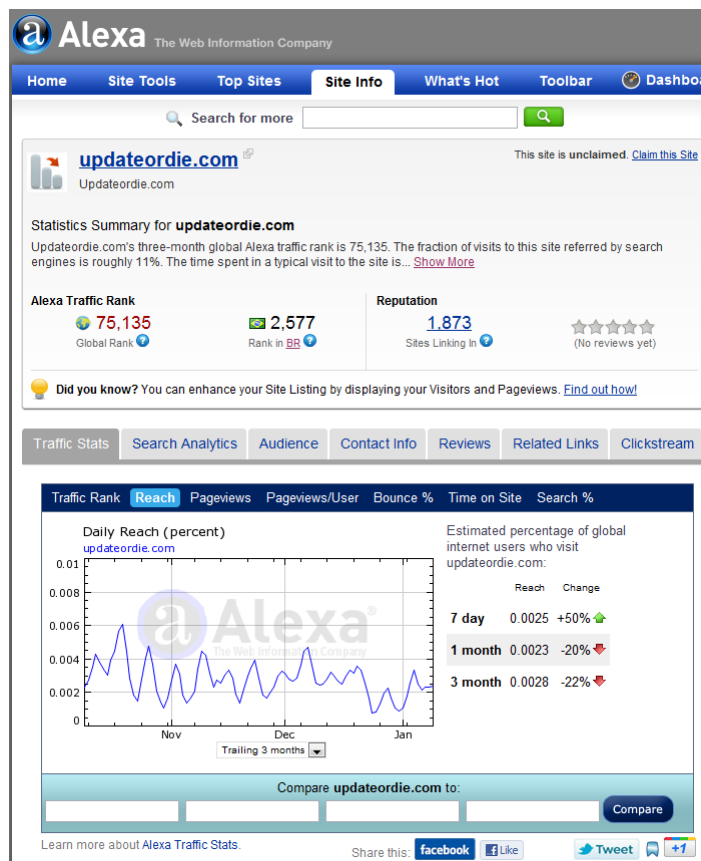 a Alexa The Web Information Company
Home Site Tools Top Sites Site Info What's Hot Toolbar Dashboa
Search for more
updateordie.com
This site is unclaimed. Claim this Site
Updateordie.com
Statistics Summary for updateordie.com
Updateordie.com's three-month global Alexa traffic rank is 75,135. The fraction of visits to this site referred by search
engines is roughly 11%. The time spent in a typical visit to the site is... Show More
Alexa Traffic Rank
Reputation
75,135
2,577
1,873
Global Rank ?
Rank in BR ?
Sites Linking In ?
(No reviews yet)
Did you know? You can enhance your Site Listing by displaying your Visitors and Pageviews. Find out how!
Traffic Stats Search Analytics Audience Contact Info Reviews Related Links Clickstream
Traffic Rank Reach Pageviews Pageviews/User Bounce % Time on Site Search %
Daily Reach (percent)
updateordie.com
0.01
0.008
0.006
0.004
0.002
0
a Alexa®
The Web Information Company
Nov Dec Jan
Trailing 3 months
Estimated percentage of global
internet users who visit
updateordie.com:
Reach Change
7 day 0.0025 +50%
1 month 0.0023 -20%
3 month 0.0028 -22%
Compare updateordie.com to:
Compare
Learn more about Alexa Traffic Stats.
Share this: facebook f Like Tweet +1